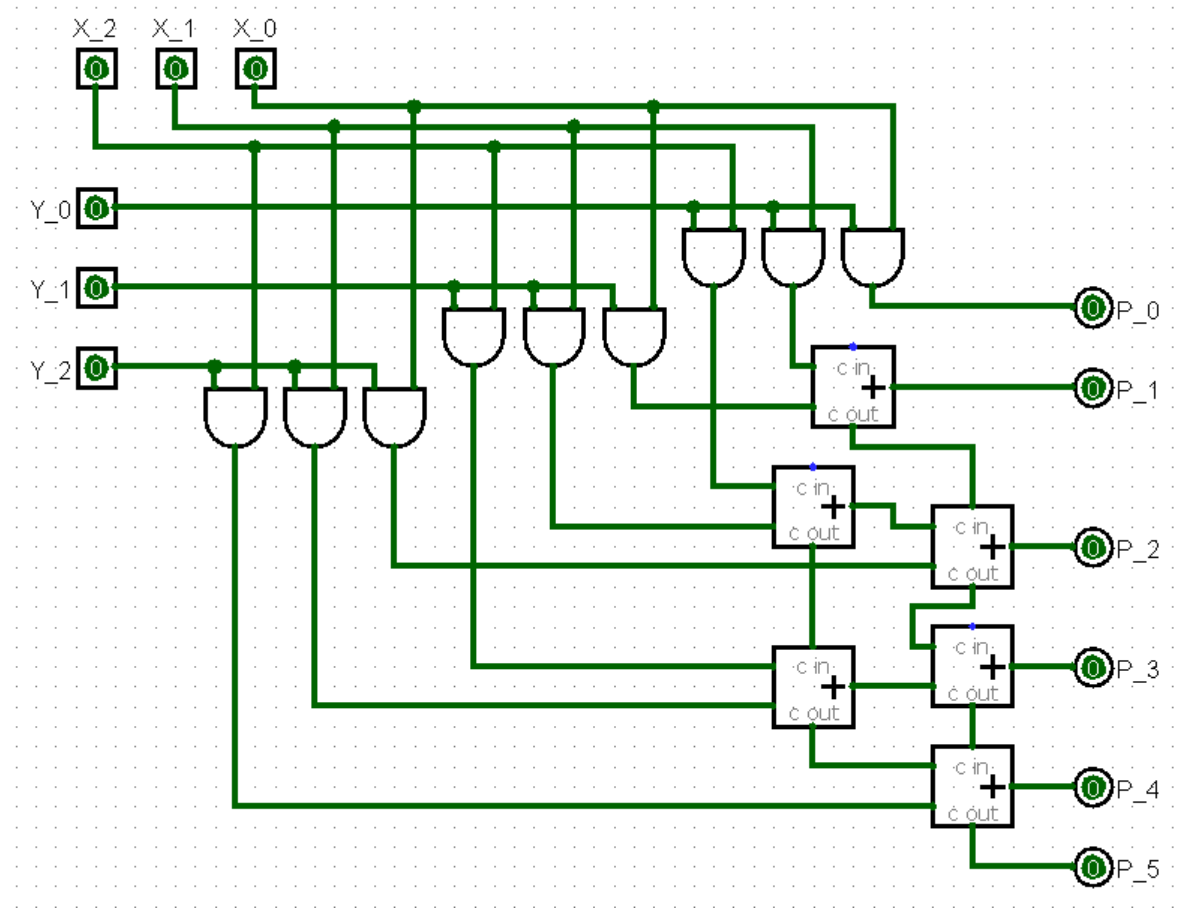 X_2 X_1 X_0
0 0 0
Y_0 0
Y_1 0
0 P_0
Y_2 0
c in
+
0 P_1
c out
c in
+
c out
c in
+
0 P_2
c out
c in
+
c out
c in
+
0 P_3
c out
c in
+
0 P_4
c out
0 P_5